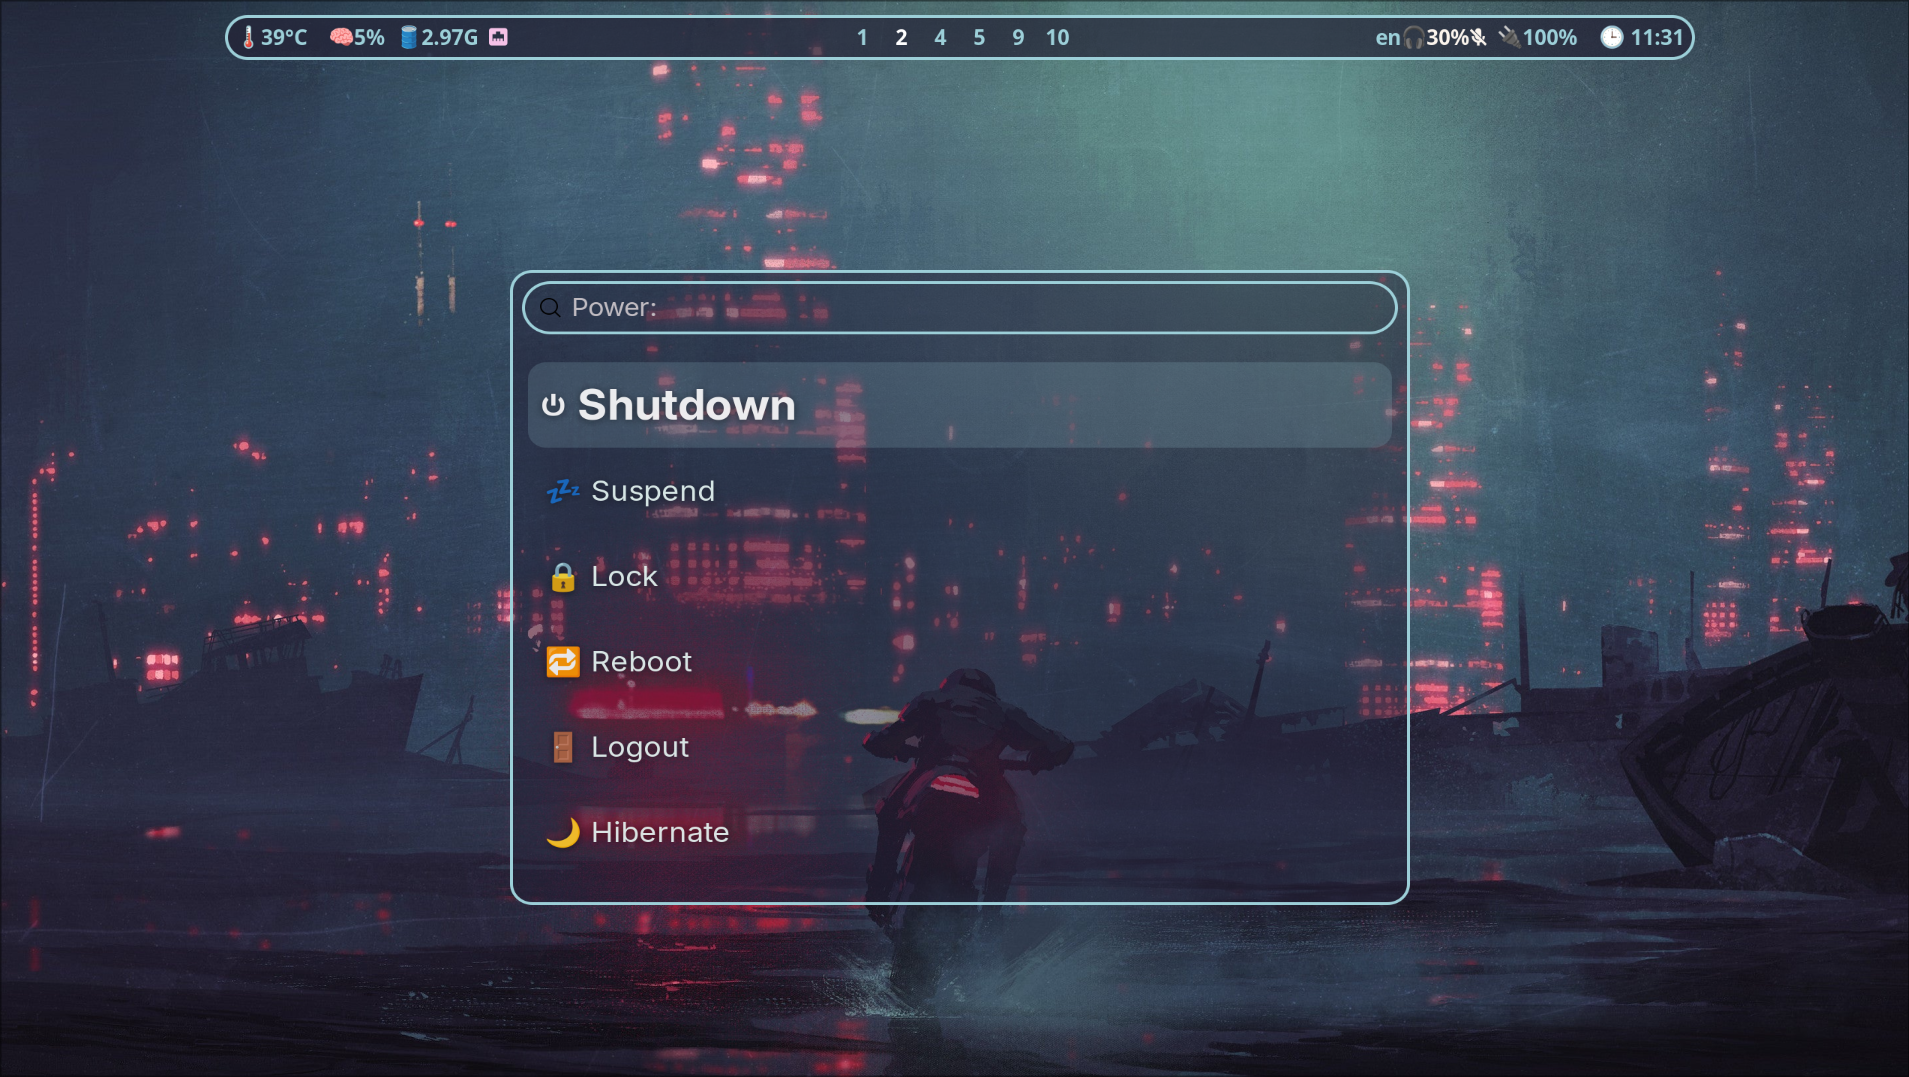 39°C 5% 2.97G 1 2 4 5 9 10 en 30% 100% 11:31
Power:
Shutdown
Suspend
Lock
Reboot
Logout
Hibernate